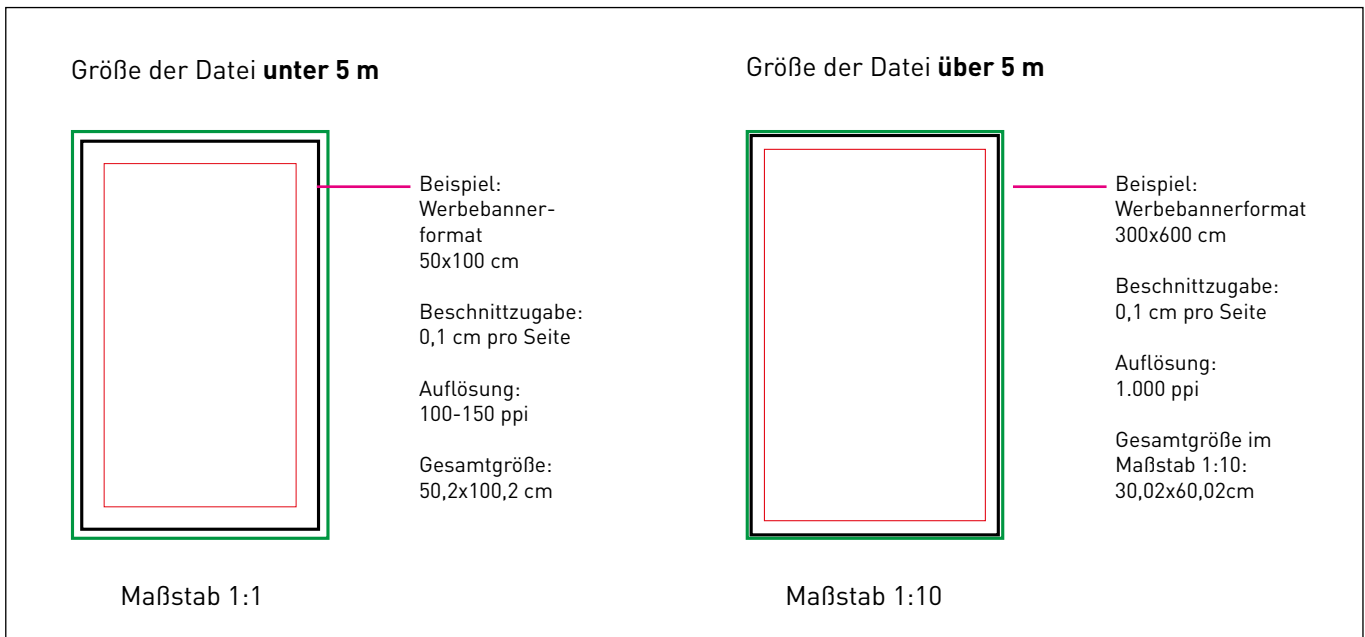 Größe der Datei unter 5 m
Beispiel:
Werbebanner-
format
50x100 cm
Beschnittzugabe:
0,1 cm pro Seite
Auflösung:
100-150 ppi
Gesamtgröße:
50,2x100,2 cm
Maßstab 1:1
Größe der Datei über 5 m
Beispiel:
Werbebannerformat
300x600 cm
Beschnittzugabe:
0,1 cm pro Seite
Auflösung:
1.000 ppi
Gesamtgröße im
Maßstab 1:10:
30,02x60,02cm
Maßstab 1:10